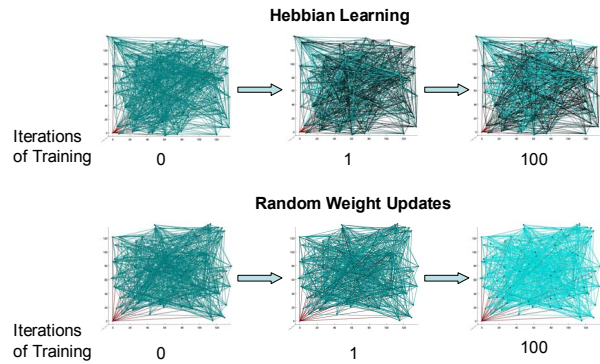 Hebbian Learning
Iterations
of Training
0
1
100
Random Weight Updates
Iterations
of Training
0
1
100